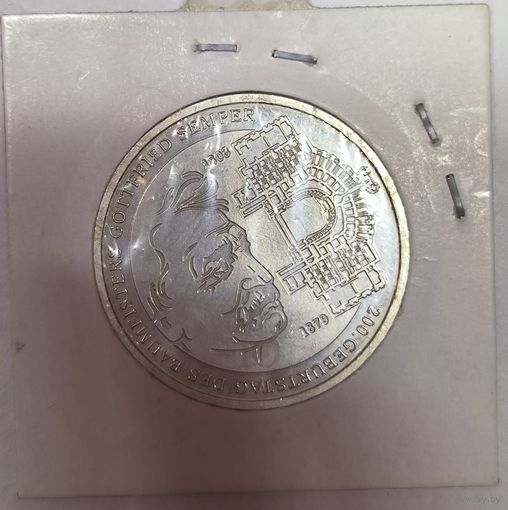 200. GEBURTSTAG DES BAUMEISTERS GOTTFRIED SEMPER
1803
1879